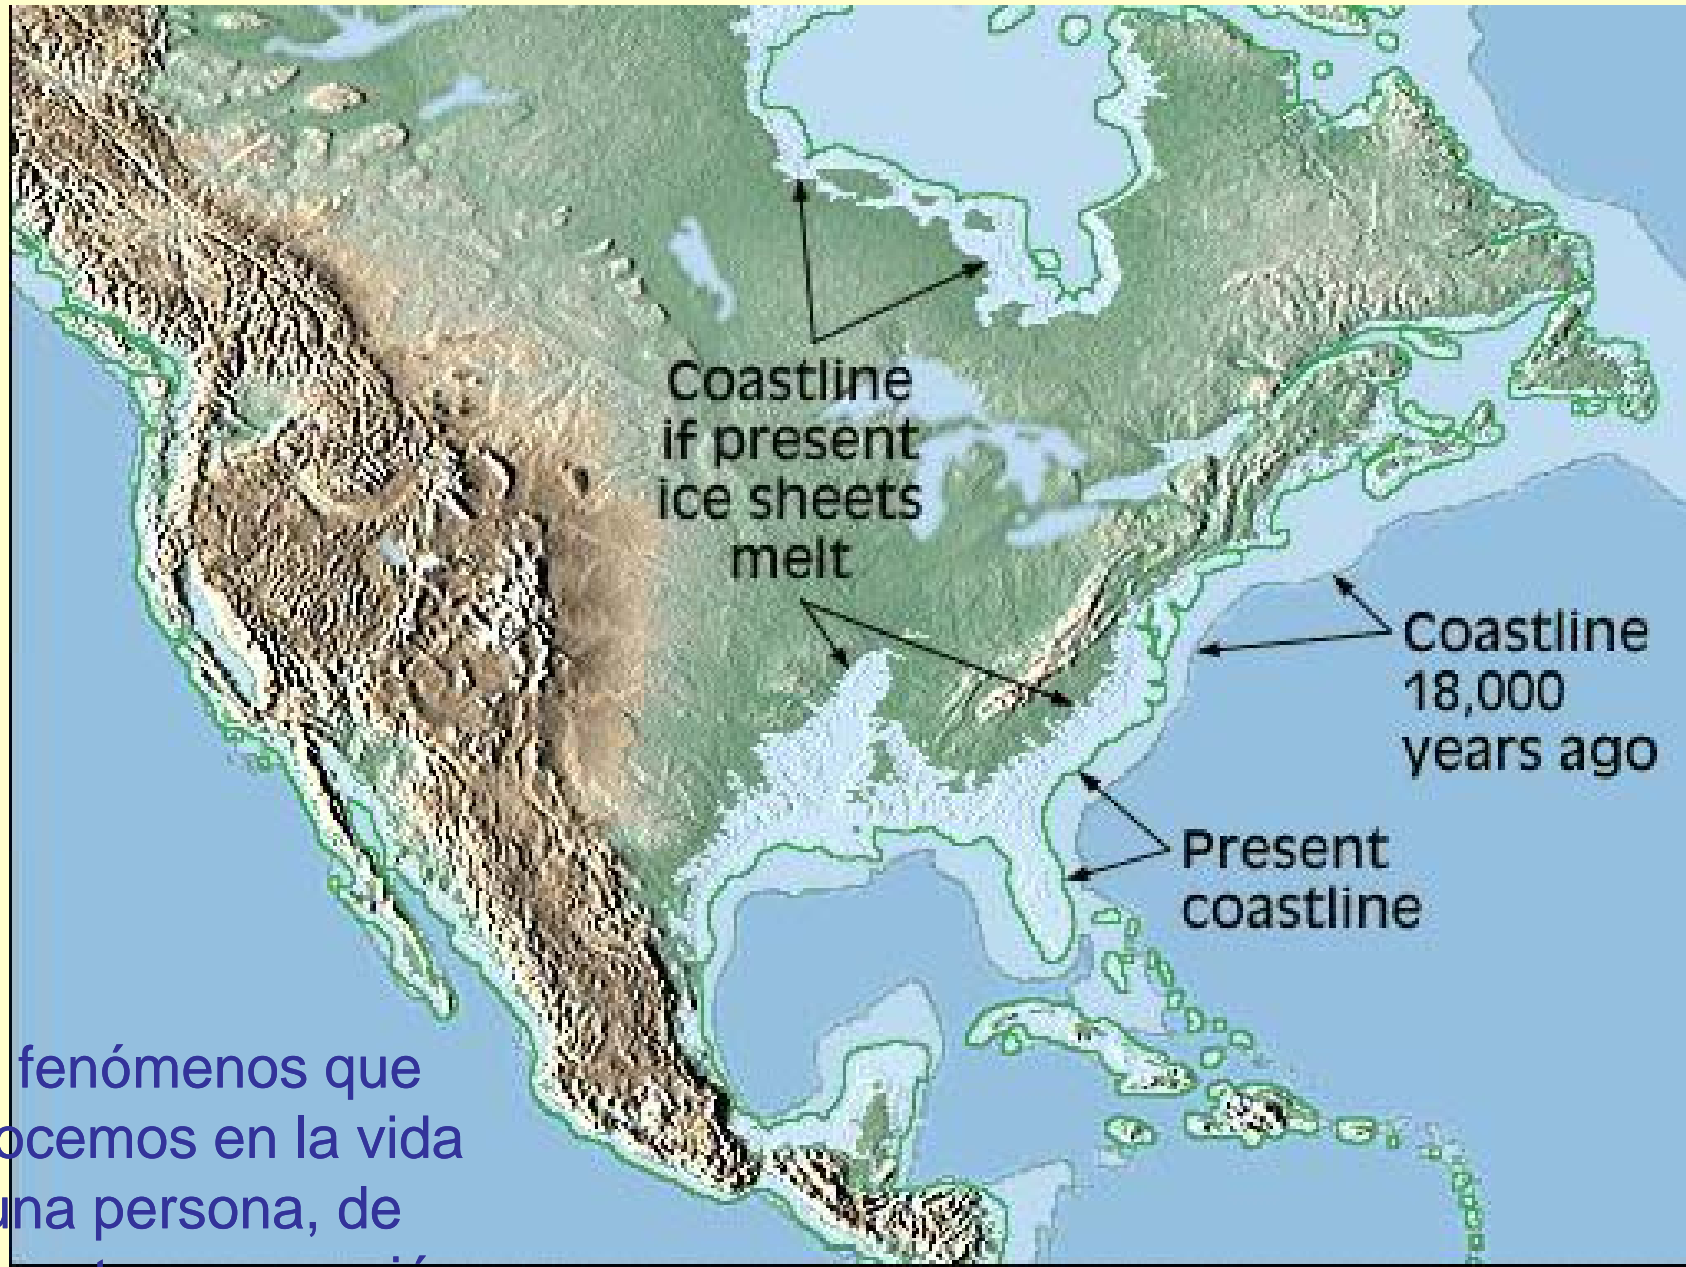 Coastline
if present
ice sheets
melt
Coastline
18,000
years ago
Present
coastline
fenómenos que
ocemos en la vida
una persona, de